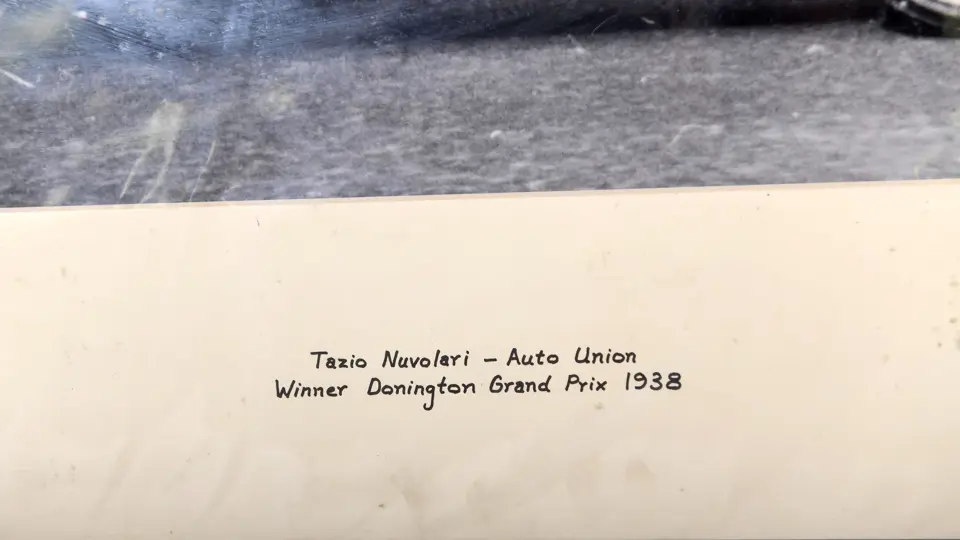 Tazio Nuvolari – Auto Union
Winner Donington Grand Prix 1938